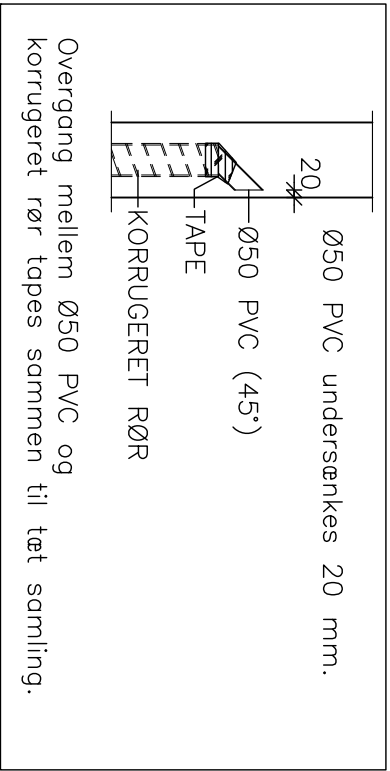 Ø50 PVC undersænkes 20 mm.
20
Ø50 PVC (45°)
TAPE
KORRUGERET RØR
Overgang mellem Ø50 PVC og
korrugeret rør tapes sammen til tæt samling.